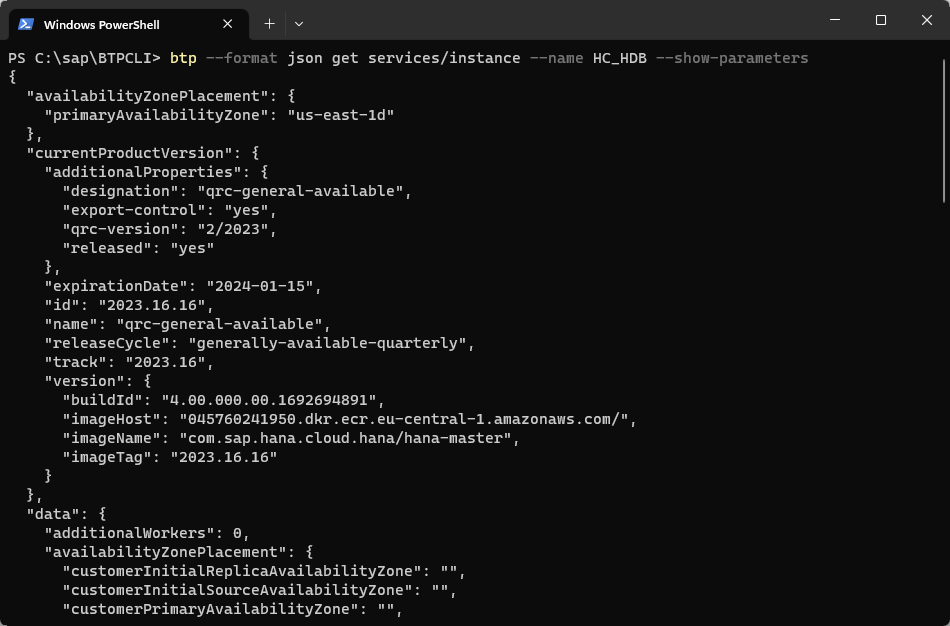 Windows PowerShell
PS C:\sap\BTPCLI> btp --format json get services/instance --name HC_HDB --show-parameters
{
  "availabilityZonePlacement": {
    "primaryAvailabilityZone": "us-east-1d"
  },
  "currentProductVersion": {
    "additionalProperties": {
      "designation": "qrc-general-available",
      "export-control": "yes",
      "qrc-version": "2/2023",
      "released": "yes"
    },
    "expirationDate": "2024-01-15",
    "id": "2023.16.16",
    "name": "qrc-general-available",
    "releaseCycle": "generally-available-quarterly",
    "track": "2023.16",
    "version": {
      "buildId": "4.00.000.00.1692694891",
      "imageHost": "045760241950.dkr.ecr.eu-central-1.amazonaws.com/",
      "imageName": "com.sap.hana.cloud.hana/hana-master",
      "imageTag": "2023.16.16"
    }
  },
  "data": {
    "additionalWorkers": 0,
    "availabilityZonePlacement": {
      "customerInitialReplicaAvailabilityZone": "",
      "customerInitialSourceAvailabilityZone": "",
      "customerPrimaryAvailabilityZone": "",